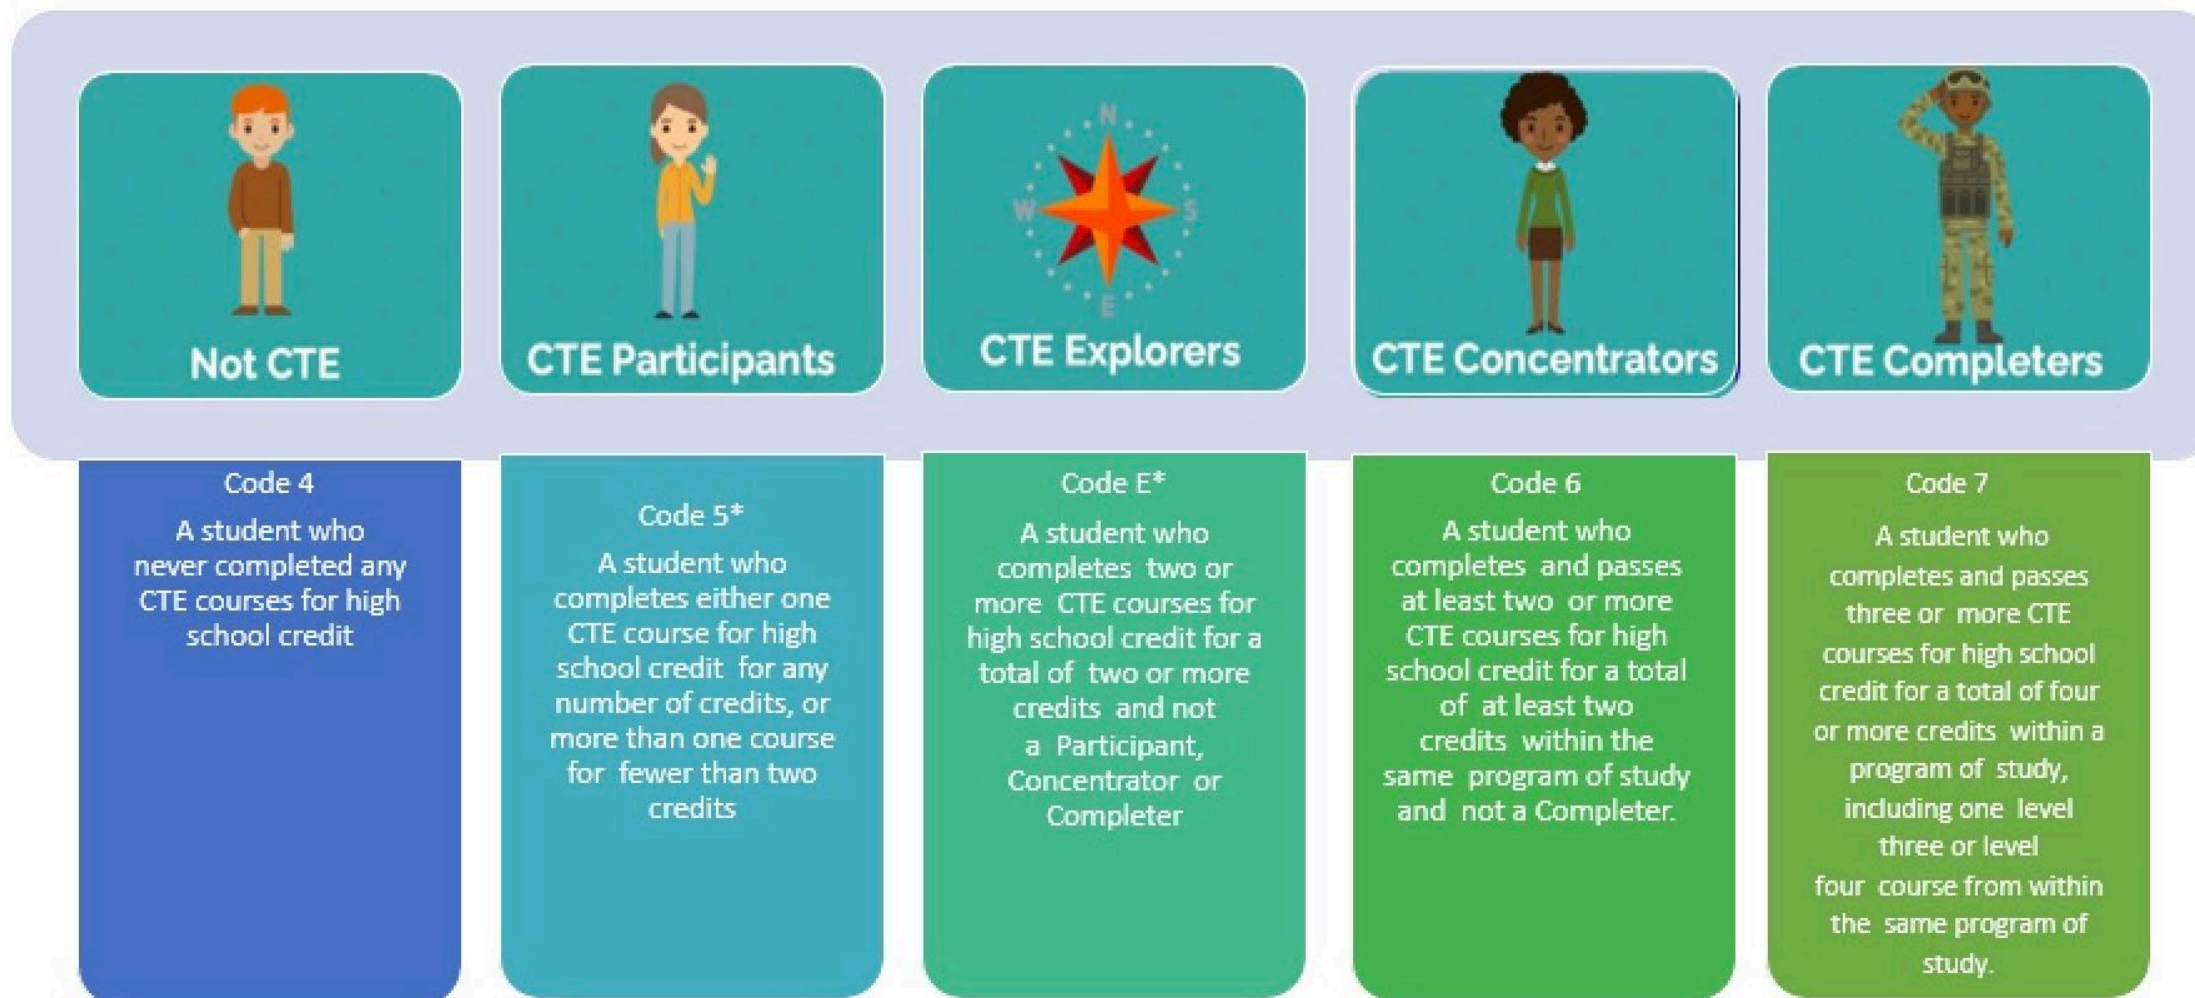 N
W
S
E
Not CTE
CTE Participants
CTE Explorers
CTE Concentrators
CTE Completers
Code 4
A student who
never completed any
CTE courses for high
school credit
Code 5*
A student who
completes either one
CTE course for high
school credit for any
number of credits, or
more than one course
for fewer than two
credits
Code E*
A student who
completes two or
more CTE courses for
high school credit for a
total of two or more
credits and not
a Participant,
Concentrator or
Completer
Code 6
A student who
completes and passes
at least two or more
CTE courses for high
school credit for a total
of at least two
credits within the
same program of study
and not a Completer.
Code 7
A student who
completes and passes
three or more CTE
courses for high school
credit for a total of four
or more credits within a
program of study,
including one level
three or level
four course from within
the same program of
study.